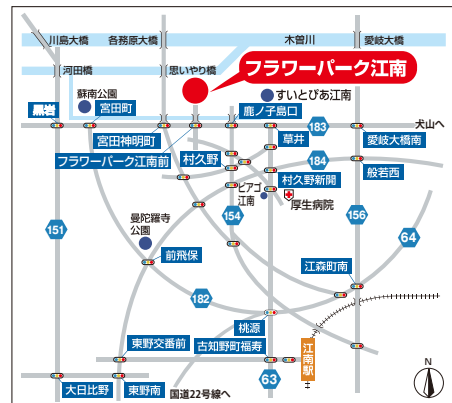 川島大橋
各務原大橋
木曽川
愛岐大橋
河田橋
思いやり橋
フラワーパーク江南
蘇南公園
すいとぴあ江南
黒岩
宮田町
鹿ノ子島口
183
犬山へ
宮田神明町
草井
愛岐大橋南
フラワーパーク江南前
村久野
184
般若西
ピアゴ
江南
村久野新開
厚生病院
151
曼陀羅寺
公園
154
156
64
前飛保
江森町南
182
桃源
東野交番前
古知野町福寿
江南駅
大日比野
東野南
国道22号線へ
63
N